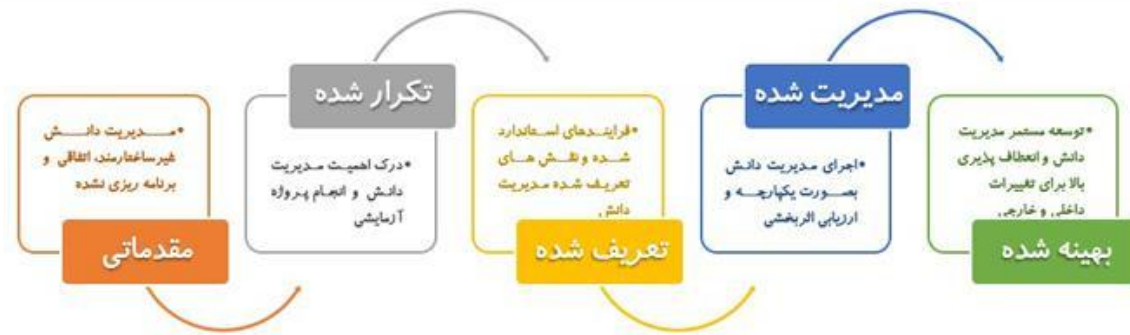 مدیریت دانش
غیرساختارمند، اتفاقی و
برنامه ریزی نشده
مقدماتی
تکرار شده
•درک اهمیت مدیریت
دانش و انجام پروژه
آزمایشی
•فرایندهای استاندارد
شده و نقش های
تعریف شده مدیریت
دانش
تعریف شده
مدیریت شده
•اجرای مدیریت دانش
بصورت یکپارچه و
ارزیابی اثربخشی
•توسعه مستمر مدیریت
دانش و انعطاف پذیری
بالا برای تغییرات
داخلی و خارجی
بهینه شده